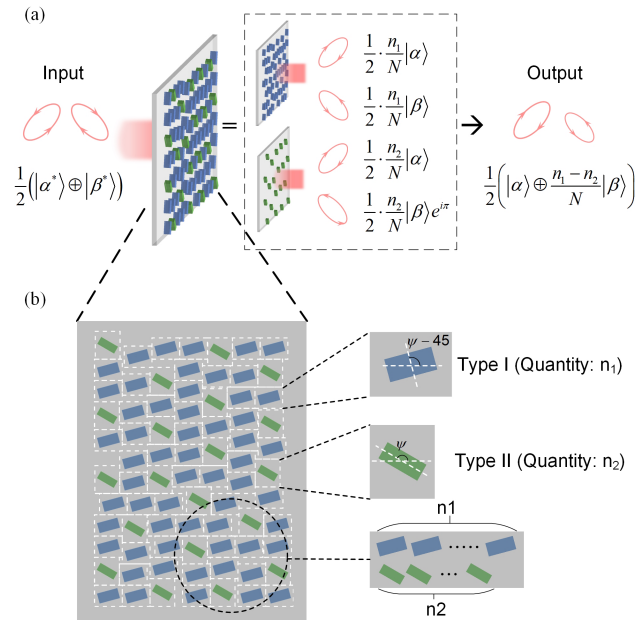 (a)
Input
1/2(|α*⟩⊕|β*⟩)
=
1/2 · n₁/N |α⟩
1/2 · n₁/N |β⟩
1/2 · n₂/N |α⟩
1/2 · n₂/N |β⟩e^{iπ}
Output
1/2(|α⟩⊕ n₁−n₂/N |β⟩)
(b)
ψ − 45
Type I (Quantity: n₁)
ψ
Type II (Quantity: n₂)
n1
......
...
n2